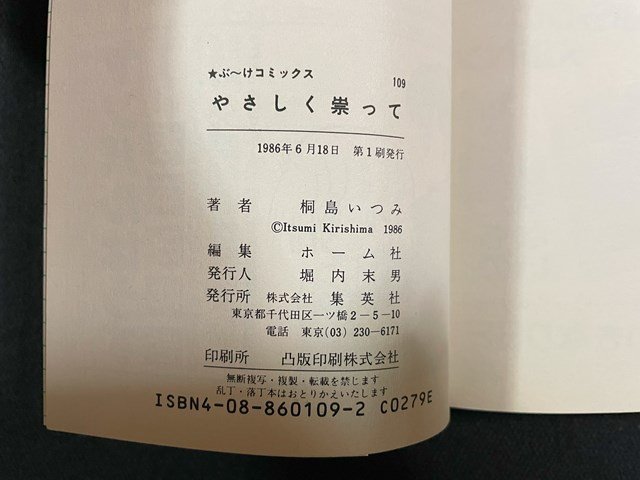 ★ぶ〜けコミックス 109
やさしく祟って
1986年6月18日 第1刷発行
著者 桐島いつみ
©Itsumi Kirishima 1986
編集 ホーム社
発行人 堀内末男
発行所 株式会社 集英社
東京都千代田区一ツ橋2－5－10
電話 東京(03) 230-6171
印刷所 凸版印刷株式会社
無断複写・複製・転載を禁じます
乱丁・落丁本はおとりかえいたします
ISBN4-08-860109-2 C0279E